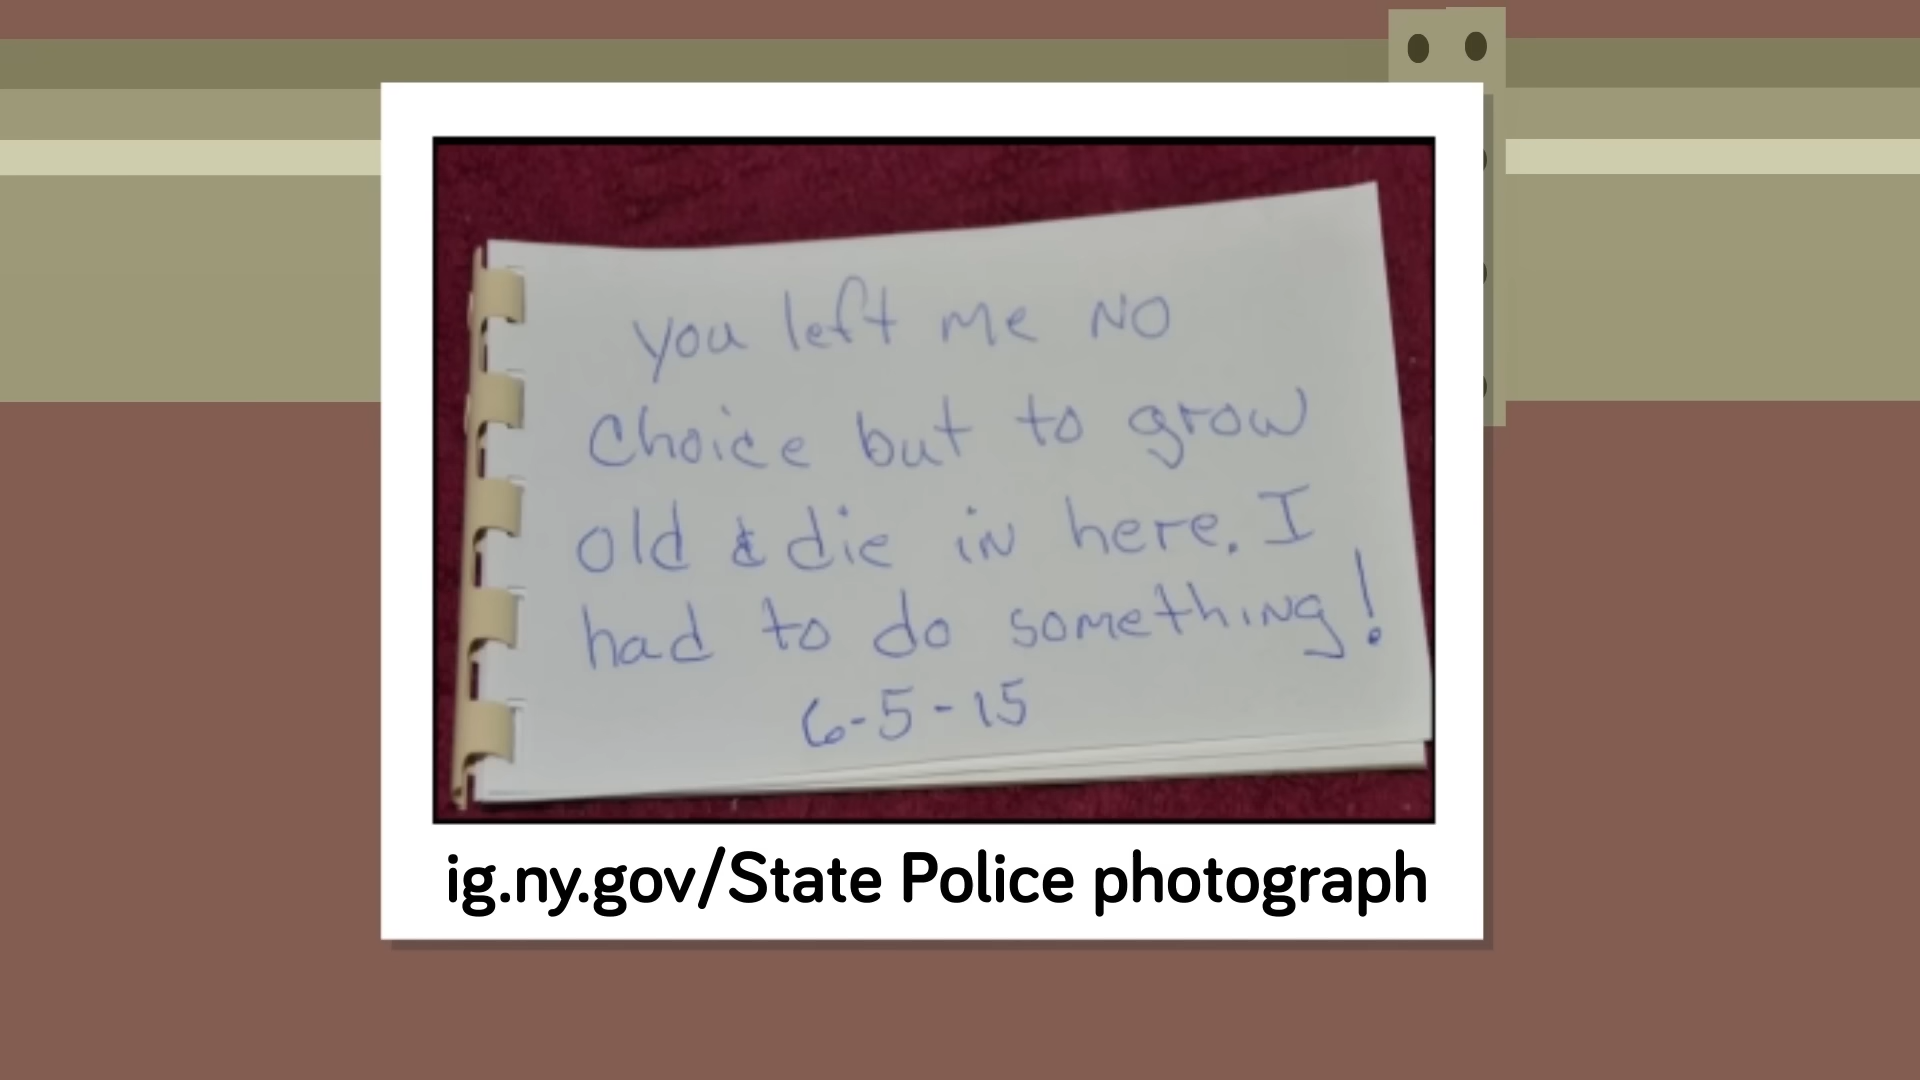 you left me NO
Choice but to grow
old & die in here. I
had to do something!
6-5-15
ig.ny.gov/State Police photograph